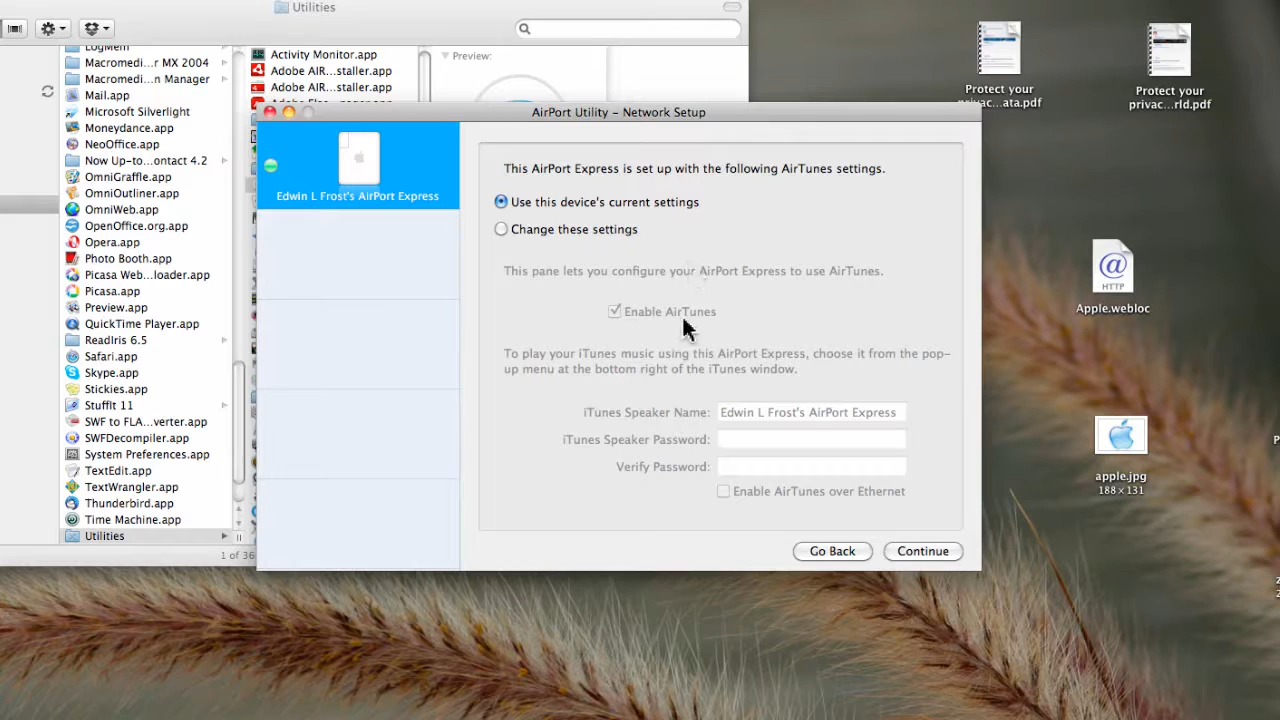 Utilities
LogMeIn
Macromedi...r MX 2004
Macromedi...n Manager
Mail.app
Microsoft Silverlight
Moneydance.app
NeoOffice.app
Now Up-to...ontact 4.2
OmniGraffle.app
OmniOutliner.app
OmniWeb.app
OpenOffice.org.app
Opera.app
Photo Booth.app
Picasa Web...loader.app
Picasa.app
Preview.app
QuickTime Player.app
ReadIris 6.5
Safari.app
Skype.app
Stickies.app
StuffIt 11
SWF to FLA...verter.app
SWFDecompiler.app
System Preferences.app
TextEdit.app
TextWrangler.app
Thunderbird.app
Time Machine.app
Utilities
1 of 36
Activity Monitor.app
Adobe AIR...staller.app
Adobe AIR...staller.app
Preview:
AirPort Utility – Network Setup
Edwin L Frost's AirPort Express
This AirPort Express is set up with the following AirTunes settings.
Use this device's current settings
Change these settings
This pane lets you configure your AirPort Express to use AirTunes.
Enable AirTunes
To play your iTunes music using this AirPort Express, choose it from the pop-
up menu at the bottom right of the iTunes window.
iTunes Speaker Name: Edwin L Frost's AirPort Express
iTunes Speaker Password:
Verify Password:
Enable AirTunes over Ethernet
Go Back
Continue
Protect your
privac...ata.pdf
Protect your
privac...rld.pdf
@
HTTP
Apple.webloc
apple.jpg
188×131